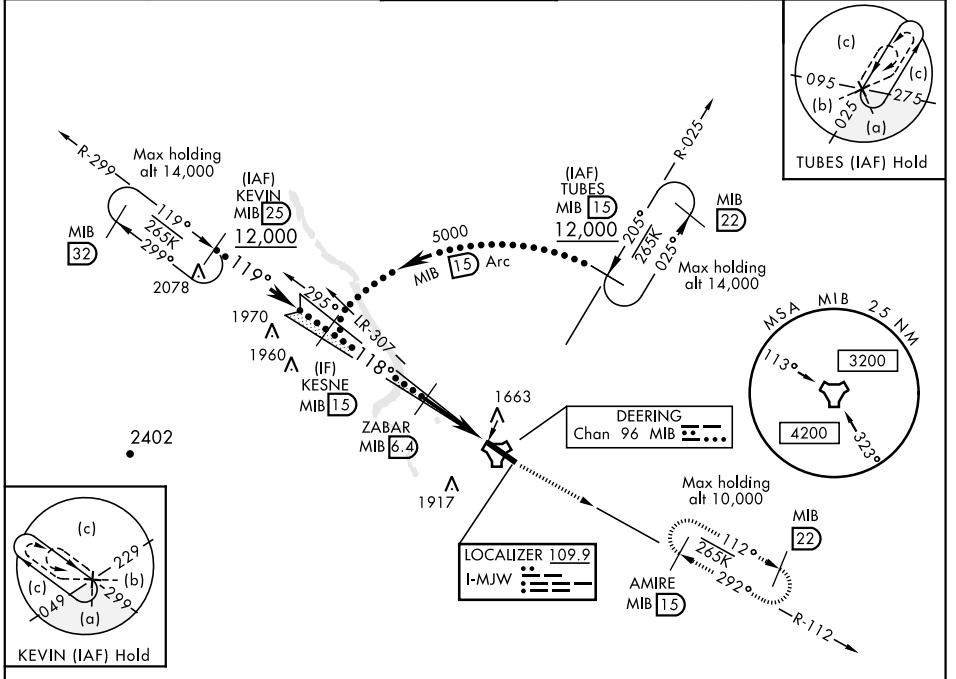 (c)
(c)
095
275
(b)
025
(a)
TUBES (IAF) Hold
R-299
Max holding
alt 14,000
(IAF)
KEVIN
MIB 25
12,000
MIB
32
119°
265K
299°
2078
119°
5000
MIB 15 Arc
(IAF)
TUBES
MIB 15
12,000
R-025
205°
265K
025°
MIB
22
Max holding
alt 14,000
295°
LR-307
118°
1970
1960
(IF)
KESNE
MIB 15
ZABAR
MIB 6.4
1663
DEERING
Chan 96 MIB
MSA MIB 25 NM
113°
3200
4200
323°
2402
1917
LOCALIZER 109.9
I-MJW
Max holding
alt 10,000
MIB
22
112°
265K
292°
AMIRE
MIB 15
R-112
(c)
229
(b)
(c)
299
049
(a)
KEVIN (IAF) Hold